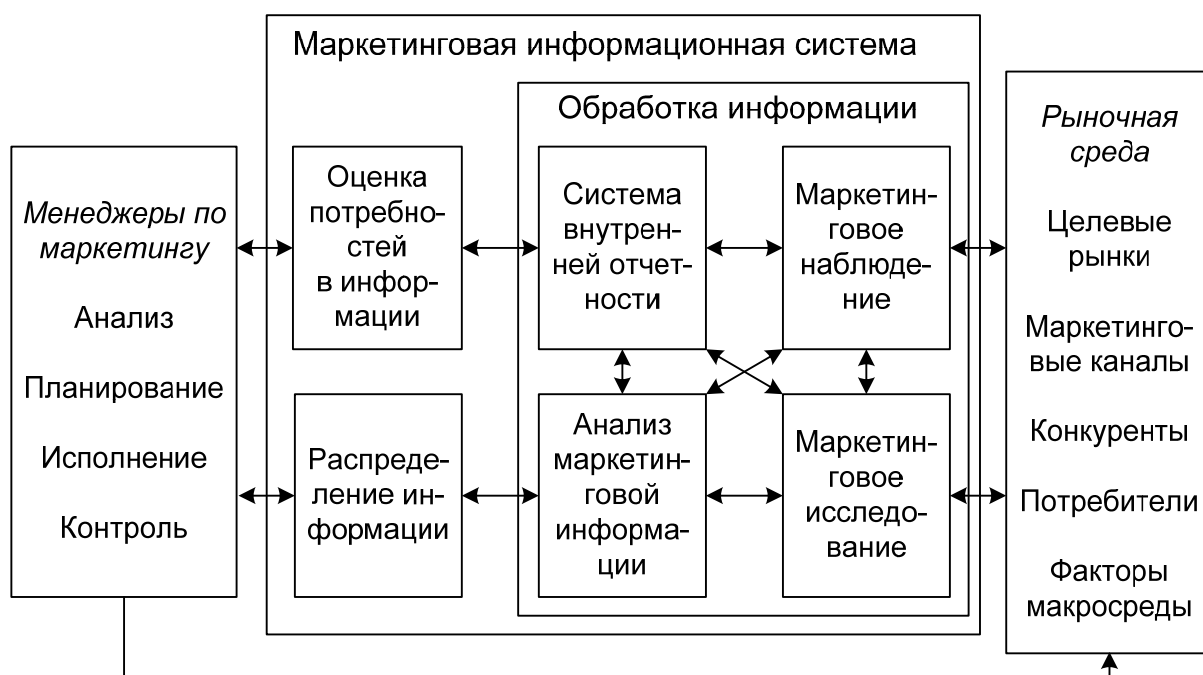 Маркетинговая информационная система
Обработка информации
Менеджеры по
маркетингу
Анализ
Планирование
Исполнение
Контроль
Оценка
потребно-
стей
в инфор-
мации
Распреде-
ление ин-
формации
Система
внутрен-
ней отчет-
ности
Маркетин-
говое
наблюде-
ние
Анализ
маркетин-
говой
информа-
ции
Маркетин-
говое
исследо-
вание
Рыночная
среда
Целевые
рынки
Маркетинго-
вые каналы
Конкуренты
Потребители
Факторы
макросреды